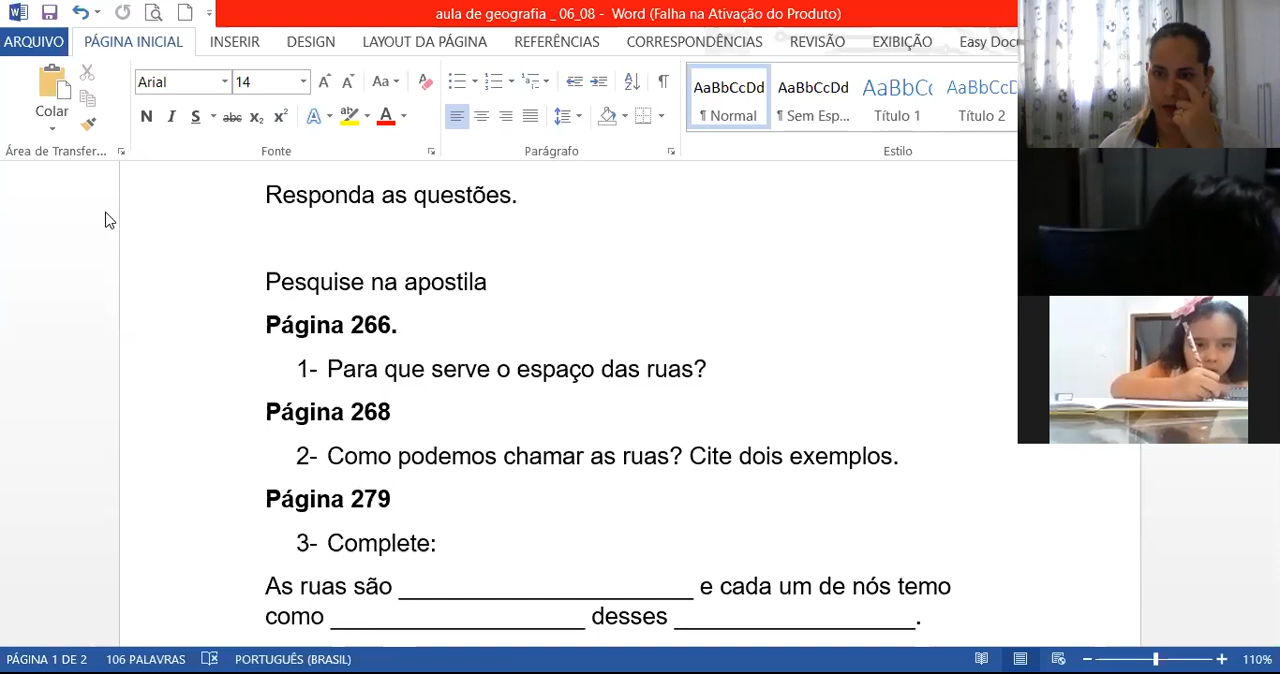 aula de geografia _ 06_08 - Word (Falha na Ativação do Produto)
ARQUIVO PÁGINA INICIAL INSERIR DESIGN LAYOUT DA PÁGINA REFERÊNCIAS CORRESPONDÊNCIAS REVISÃO EXIBIÇÃO Easy Docu
Colar
Arial 14 Aa
N I S abc x₂ x² A ab A
AaBbCcDd AaBbCcDd AaBbCc AaBbCcD
¶ Normal ¶ Sem Esp... Título 1 Título 2
Área de Transfer... Fonte Parágrafo Estilo
Responda as questões.
Pesquise na apostila
Página 266.
1- Para que serve o espaço das ruas?
Página 268
2- Como podemos chamar as ruas? Cite dois exemplos.
Página 279
3- Complete:
As ruas são ______________________ e cada um de nós temo
como ___________________ desses __________________.
PÁGINA 1 DE 2 106 PALAVRAS PORTUGUÊS (BRASIL) 110%